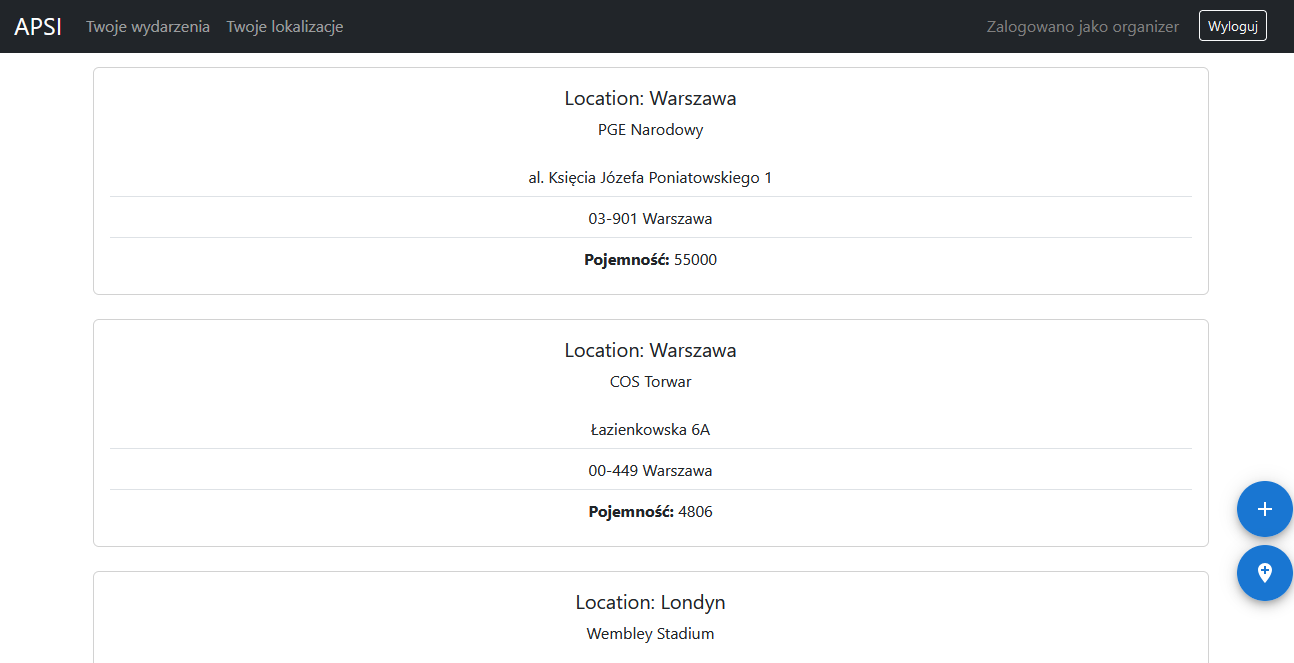 APSI Twoje wydarzenia Twoje lokalizacje Zalogowano jako organizer Wyloguj
Location: Warszawa
PGE Narodowy
al. Księcia Józefa Poniatowskiego 1
03-901 Warszawa
Pojemność: 55000
Location: Warszawa
COS Torwar
Łazienkowska 6A
00-449 Warszawa
Pojemność: 4806
Location: Londyn
Wembley Stadium